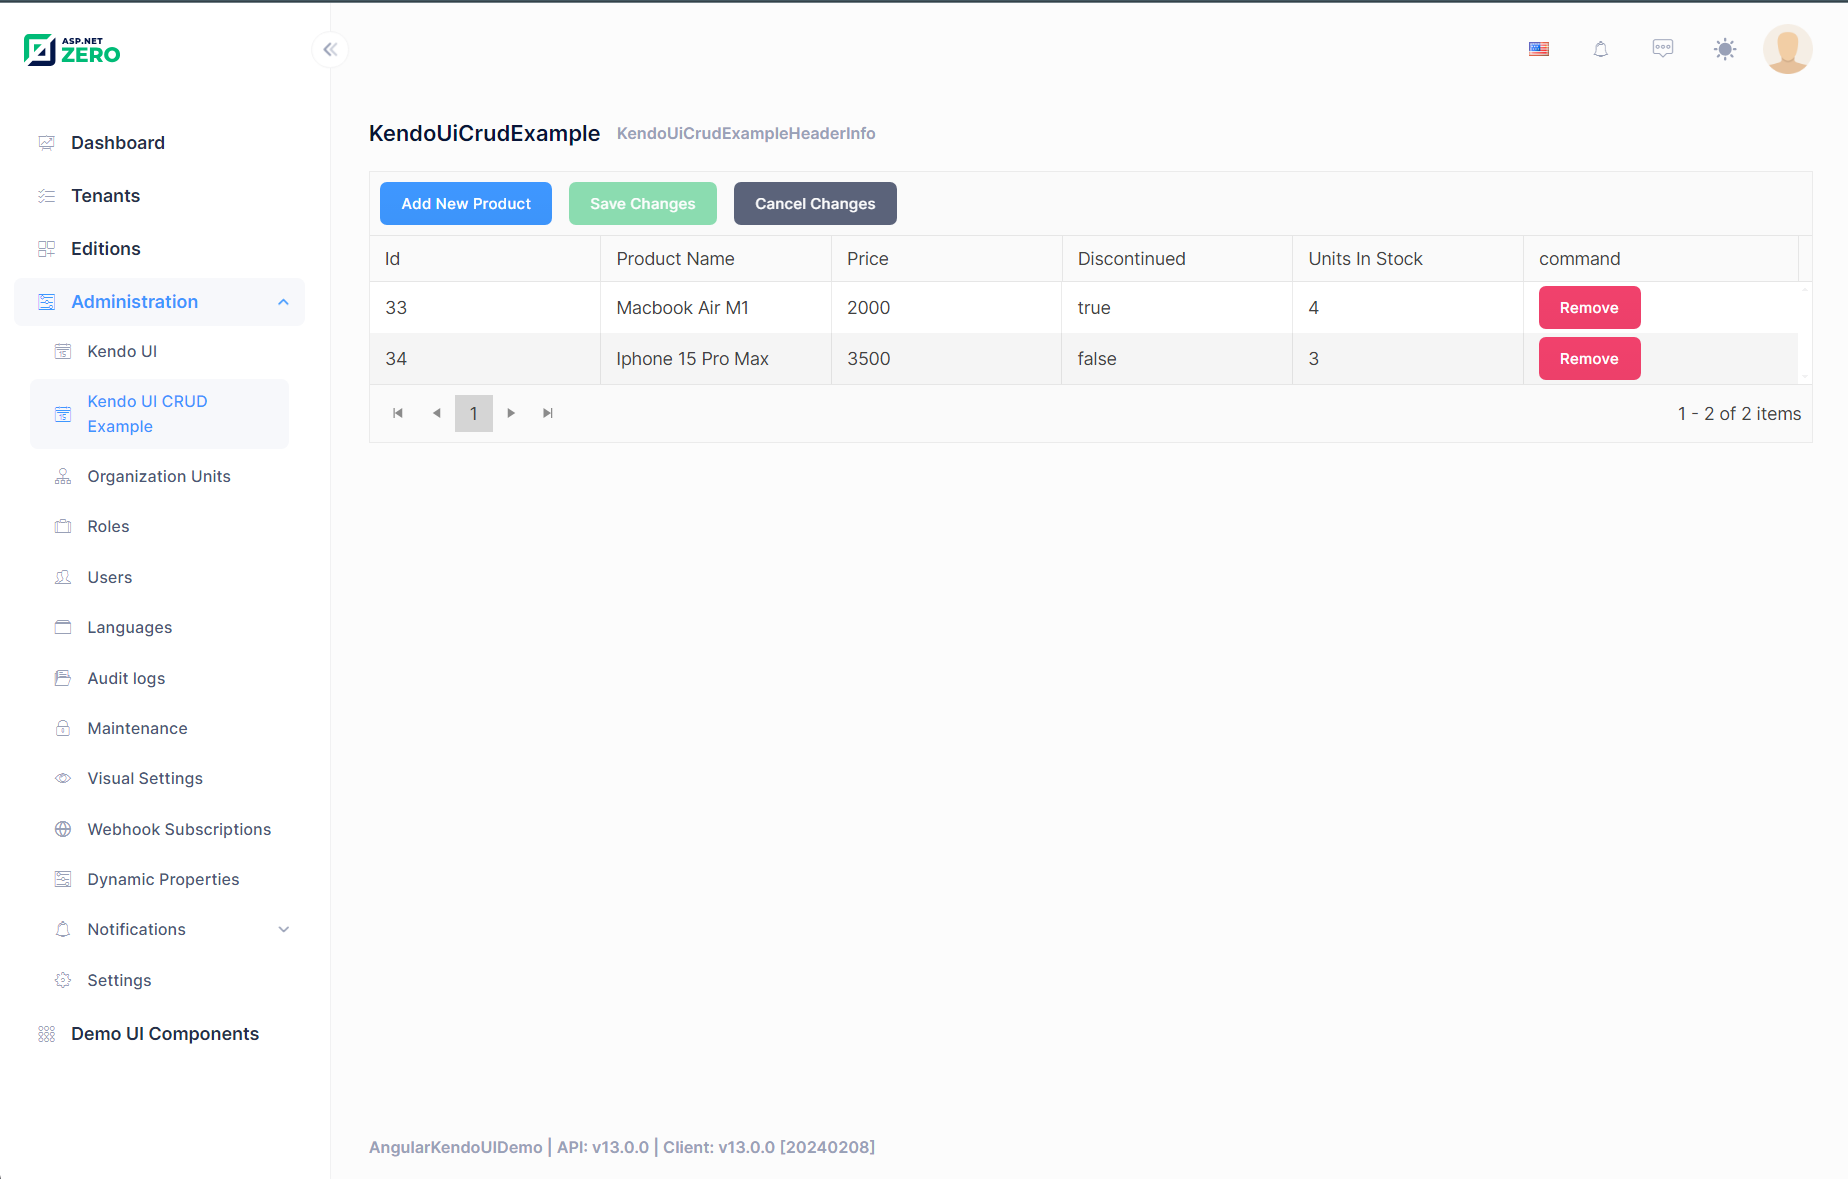 ASP.NET
ZERO
Dashboard
Tenants
Editions
Administration
Kendo UI
Kendo UI CRUD
Example
Organization Units
Roles
Users
Languages
Audit logs
Maintenance
Visual Settings
Webhook Subscriptions
Dynamic Properties
Notifications
Settings
Demo UI Components
KendoUiCrudExample KendoUiCrudExampleHeaderInfo
Add New Product Save Changes Cancel Changes
Id Product Name Price Discontinued Units In Stock command
33 Macbook Air M1 2000 true 4 Remove
34 Iphone 15 Pro Max 3500 false 3 Remove
1 1 - 2 of 2 items
AngularKendoUIDemo | API: v13.0.0 | Client: v13.0.0 [20240208]